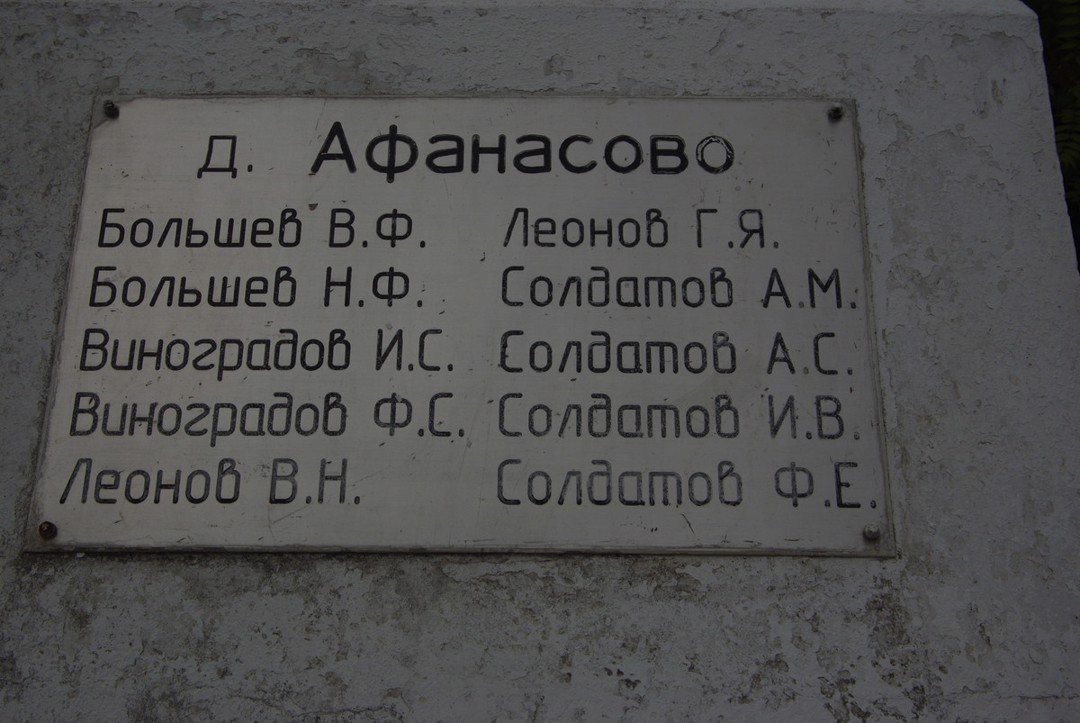 д. Афанасово
Большев В.Ф.
Большев Н.Ф.
Виноградов И.С.
Виноградов Ф.С.
Леонов В.Н.
Леонов Г.Я.
Солдатов А.М.
Солдатов А.С.
Солдатов И.В.
Солдатов Ф.Е.